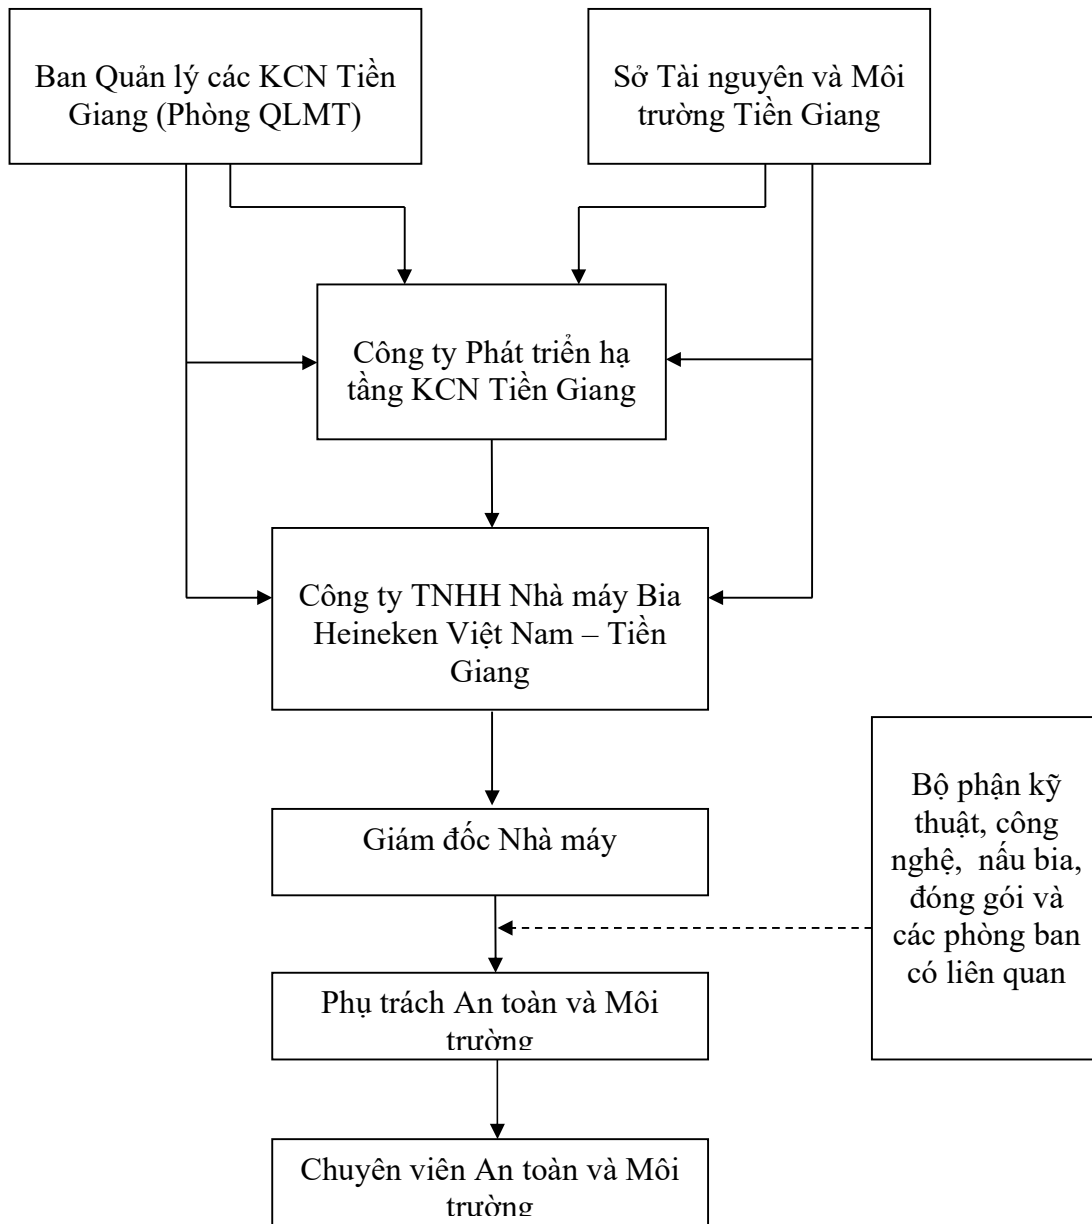 Ban Quản lý các KCN Tiền
Giang (Phòng QLMT)
Sở Tài nguyên và Môi
trường Tiền Giang
Công ty Phát triển hạ
tầng KCN Tiền Giang
Công ty TNHH Nhà máy Bia
Heineken Việt Nam – Tiền
Giang
Giám đốc Nhà máy
Bộ phận kỹ
thuật, công
nghệ, nấu bia,
đóng gói và
các phòng ban
có liên quan
Phụ trách An toàn và Môi
trường
Chuyên viên An toàn và Môi
trường